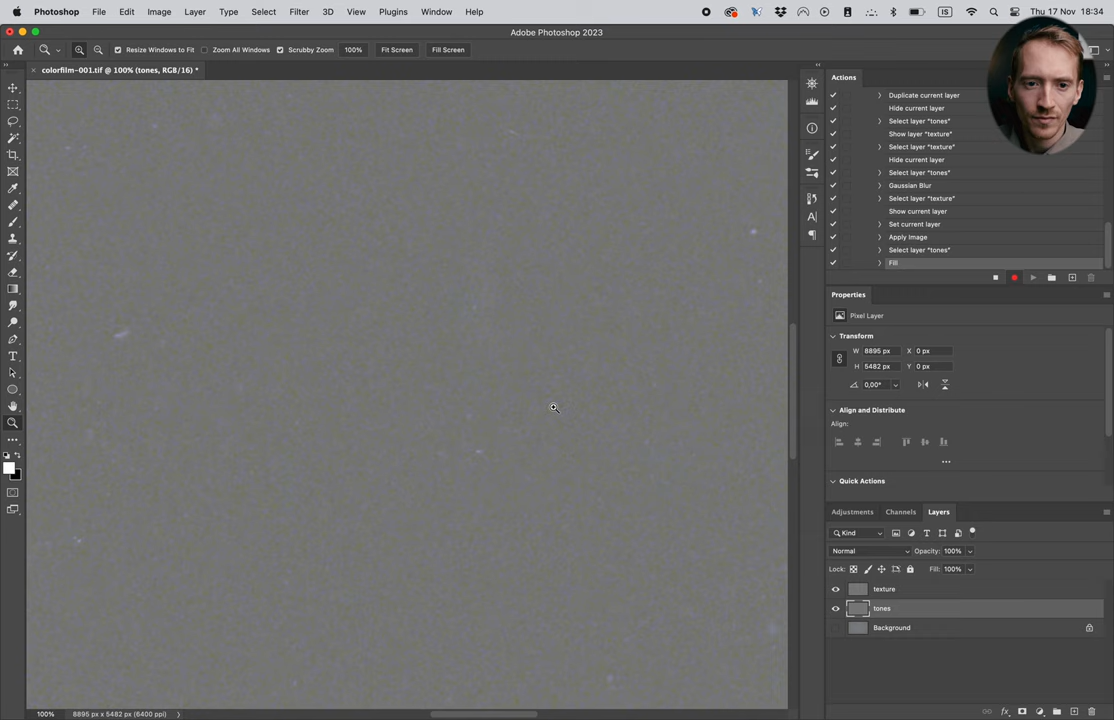 Photoshop File Edit Image Layer Type Select Filter 3D View Plugins Window Help IS Thu 17 Nov 18:34
Adobe Photoshop 2023
Resize Windows to Fit Zoom All Windows Scrubby Zoom 100% Fit Screen Fill Screen
colorfilm-001.tif @ 100% (tones, RGB/16) *
Actions
Duplicate current layer
Hide current layer
Select layer "tones"
Show layer "texture"
Select layer "texture"
Hide current layer
Select layer "tones"
Gaussian Blur
Select layer "texture"
Show current layer
Set current layer
Apply Image
Select layer "tones"
Fill
Properties
Pixel Layer
Transform
W 8895 px X 0 px
H 5482 px Y 0 px
0,00°
Align and Distribute
Align:
Quick Actions
Adjustments Channels Layers
Kind
Normal Opacity: 100%
Lock: Fill: 100%
texture
tones
Background
100% 8895 px x 5482 px (6400 ppi)